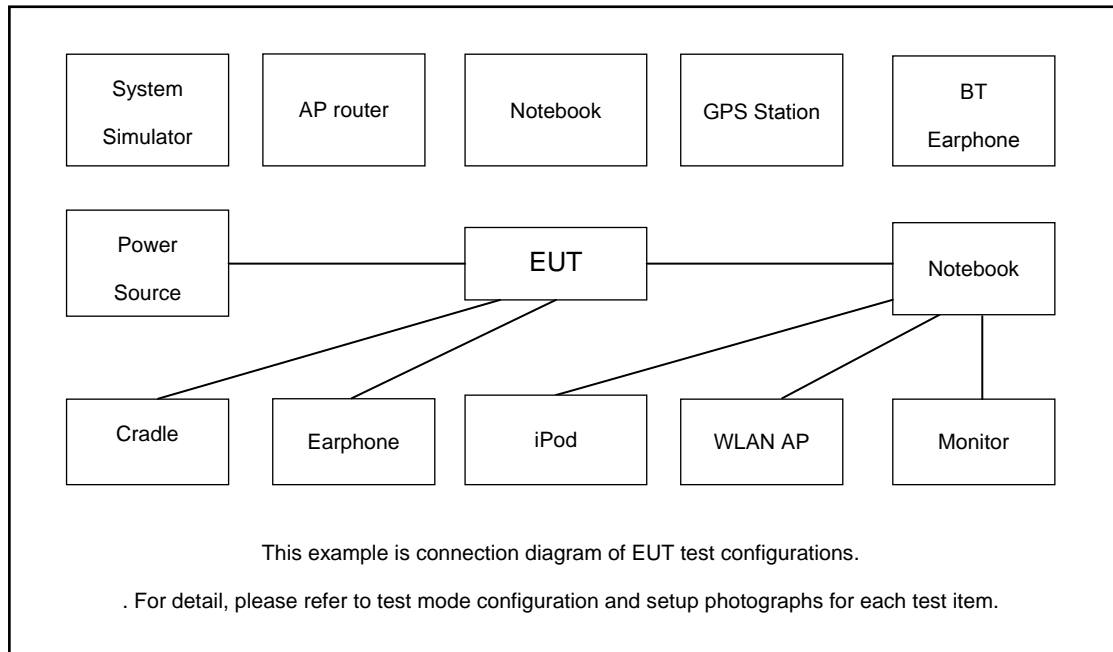 System
Simulator
AP router
Notebook
GPS Station
BT
Earphone
Power
Source
EUT
Notebook
Cradle
Earphone
iPod
WLAN AP
Monitor
This example is connection diagram of EUT test configurations.
. For detail, please refer to test mode configuration and setup photographs for each test item.